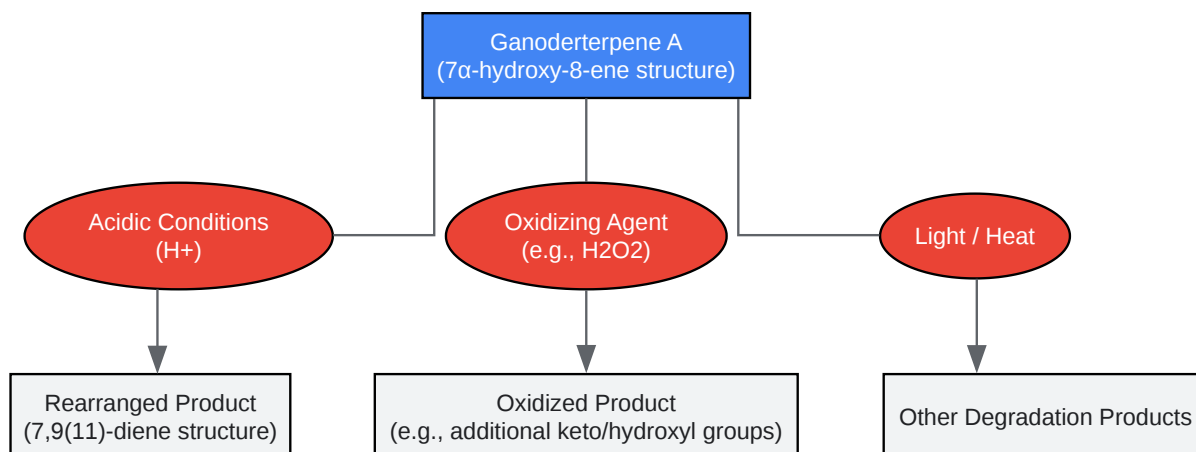 Ganoderterpene A
(7α-hydroxy-8-ene structure)
Acidic Conditions
(H+)
Oxidizing Agent
(e.g., H2O2)
Light / Heat
Rearranged Product
(7,9(11)-diene structure)
Oxidized Product
(e.g., additional keto/hydroxyl groups)
Other Degradation Products